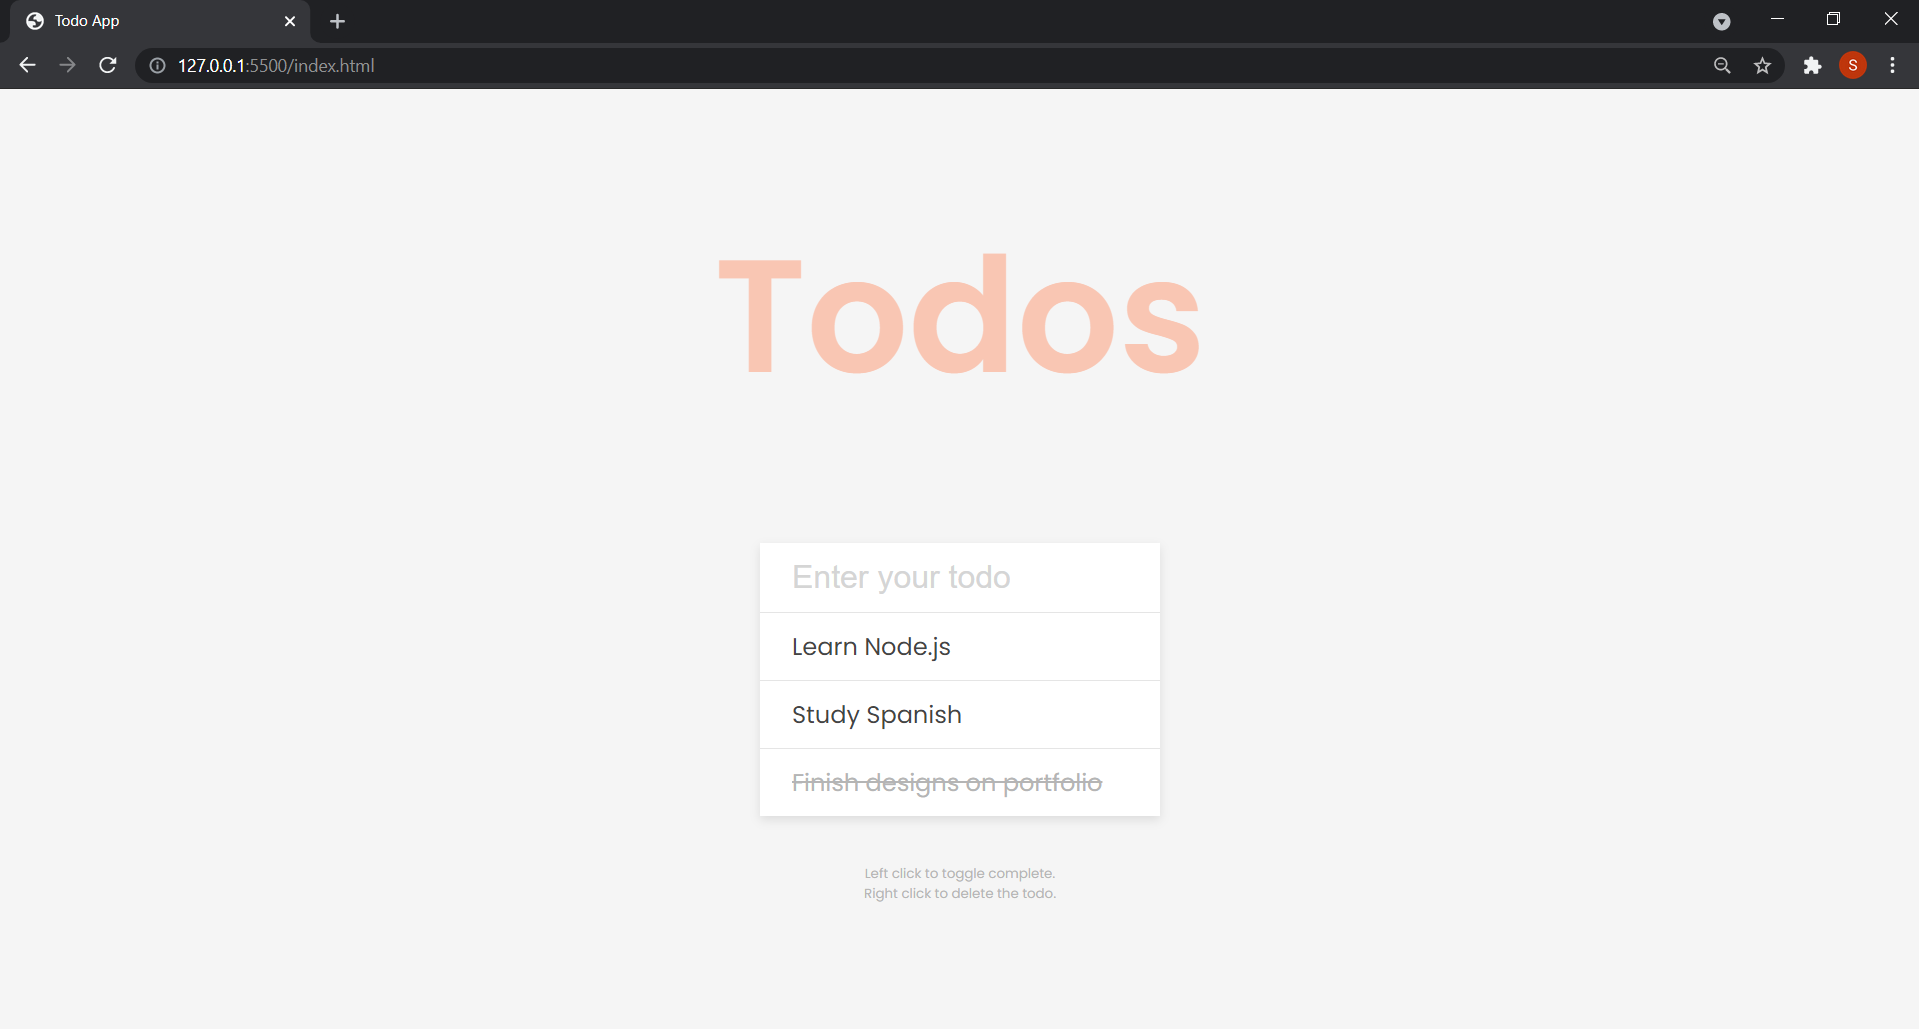 Todo App
127.0.0.1:5500/index.html
S
Todos
Enter your todo
Learn Node.js
Study Spanish
Finish designs on portfolio
Left click to toggle complete.
Right click to delete the todo.